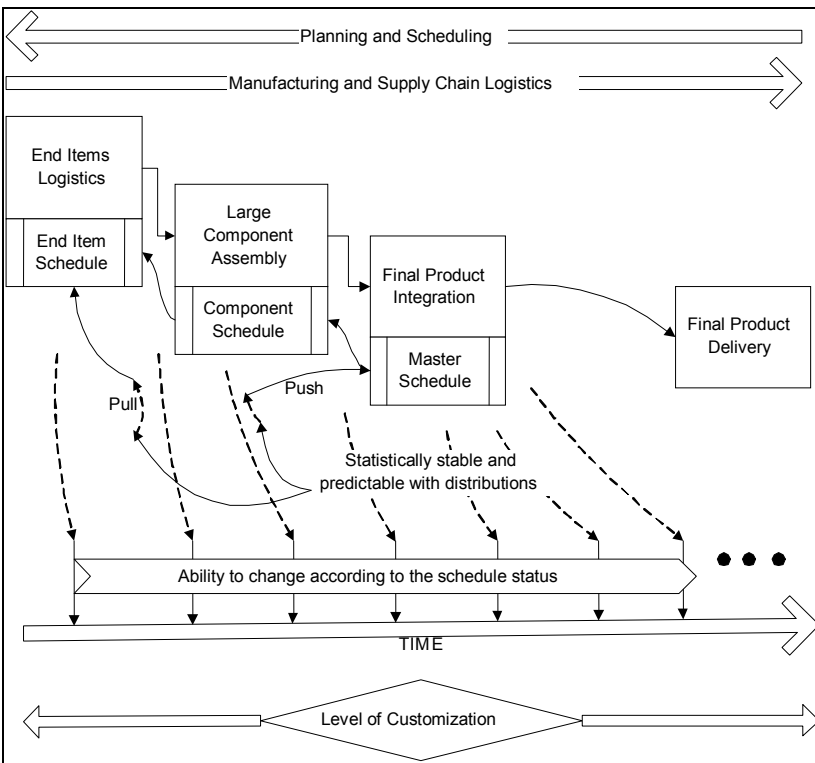 Planning and Scheduling
Manufacturing and Supply Chain Logistics
End Items
Logistics
End Item
Schedule
Large
Component
Assembly
Component
Schedule
Final Product
Integration
Master
Schedule
Final Product
Delivery
Pull
Push
Statistically stable and
predictable with distributions
Ability to change according to the schedule status
TIME
Level of Customization